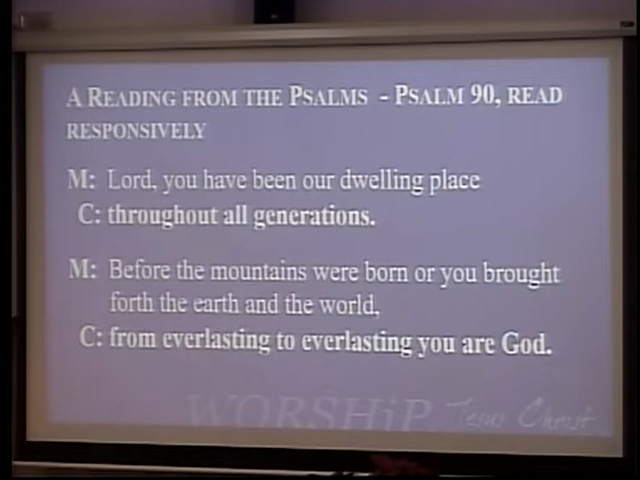 A READING FROM THE PSALMS - PSALM 90, READ
RESPONSIVELY
M: Lord, you have been our dwelling place
C: throughout all generations.
M: Before the mountains were born or you brought
forth the earth and the world,
C: from everlasting to everlasting you are God.
WORSHiP Jesus Christ